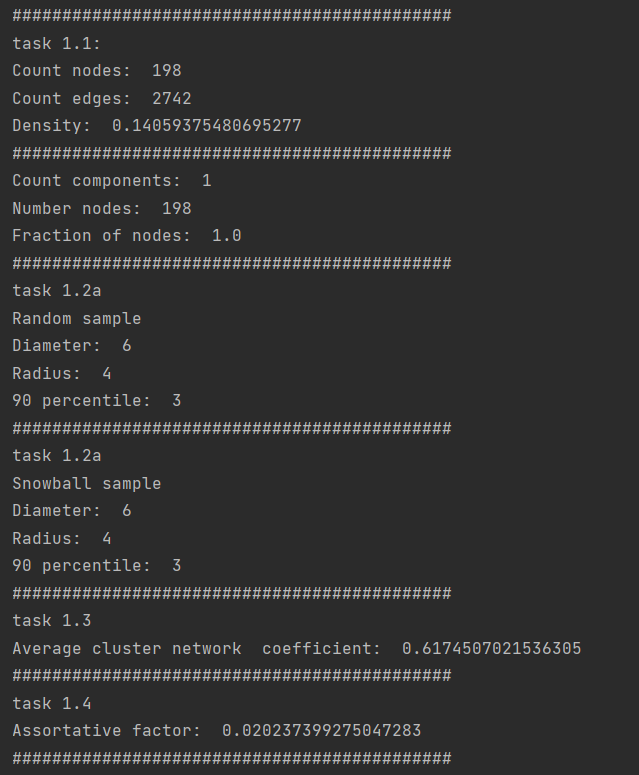 ############################################
task 1.1:
Count nodes:  198
Count edges:  2742
Density:  0.14059375480695277
############################################
Count components:  1
Number nodes:  198
Fraction of nodes:  1.0
############################################
task 1.2a
Random sample
Diameter:  6
Radius:  4
90 percentile:  3
############################################
task 1.2a
Snowball sample
Diameter:  6
Radius:  4
90 percentile:  3
############################################
task 1.3
Average cluster network  coefficient:  0.6174507021536305
############################################
task 1.4
Assortative factor:  0.020237399275047283
############################################